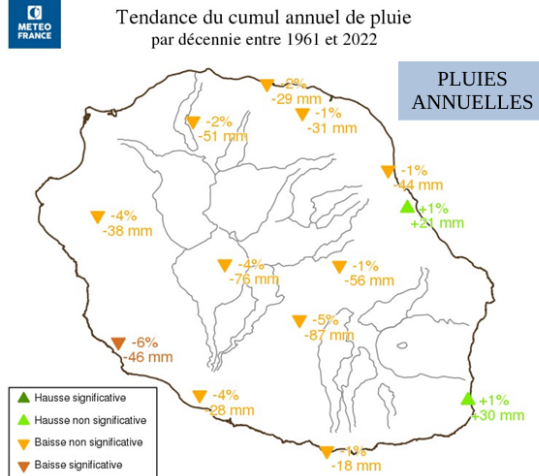 METEO
FRANCE
Tendance du cumul annuel de pluie
par décennie entre 1961 et 2022
PLUIES
ANNUELLES
-2%
-29 mm
-1%
-31 mm
-2%
-51 mm
-1%
-44 mm
+1%
+21 mm
-4%
-38 mm
-4%
-76 mm
-1%
-56 mm
-5%
-87 mm
-6%
-46 mm
-4%
-28 mm
+1%
+30 mm
-1%
-18 mm
Hausse significative
Hausse non significative
Baisse non significative
Baisse significative